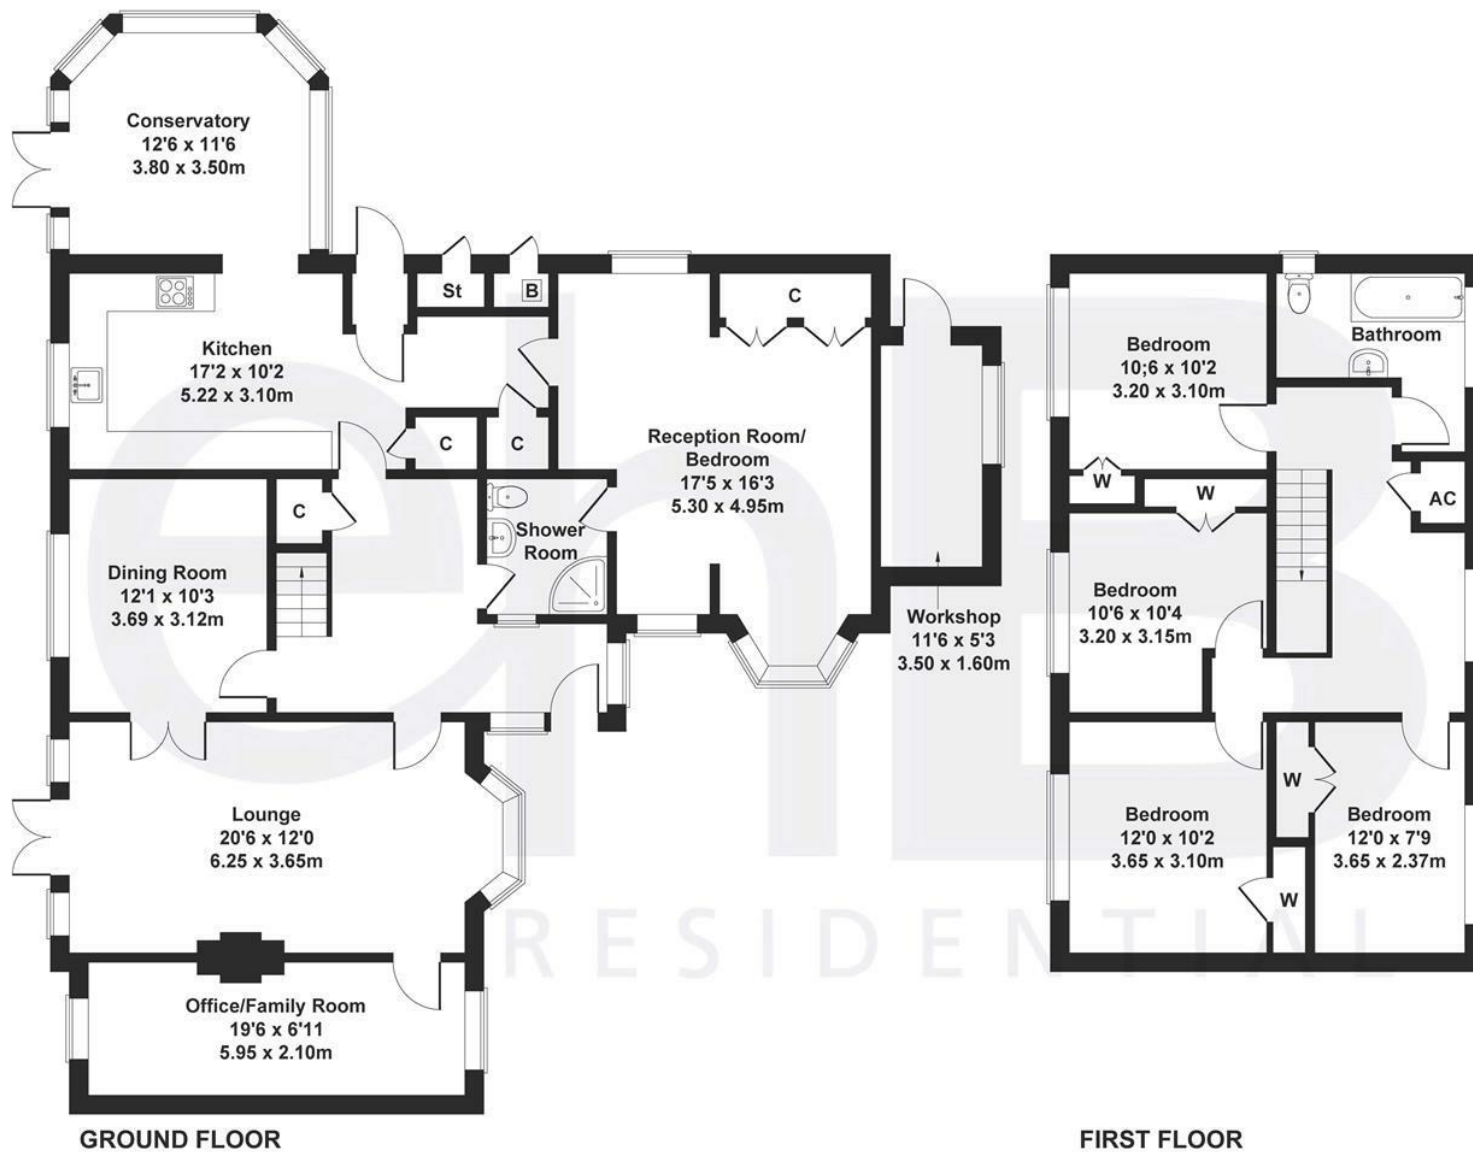 Conservatory
12'6 x 11'6
3.80 x 3.50m
St
B
C
Kitchen
17'2 x 10'2
5.22 x 3.10m
C
C
Reception Room/
Bedroom
17'5 x 16'3
5.30 x 4.95m
C
Shower
Room
Dining Room
12'1 x 10'3
3.69 x 3.12m
Workshop
11'6 x 5'3
3.50 x 1.60m
Lounge
20'6 x 12'0
6.25 x 3.65m
Office/Family Room
19'6 x 6'11
5.95 x 2.10m
GROUND FLOOR
Bathroom
Bedroom
10;6 x 10'2
3.20 x 3.10m
W
W
AC
Bedroom
10'6 x 10'4
3.20 x 3.15m
W
Bedroom
12'0 x 10'2
3.65 x 3.10m
Bedroom
12'0 x 7'9
3.65 x 2.37m
W
FIRST FLOOR
enB
RESIDENTIAL